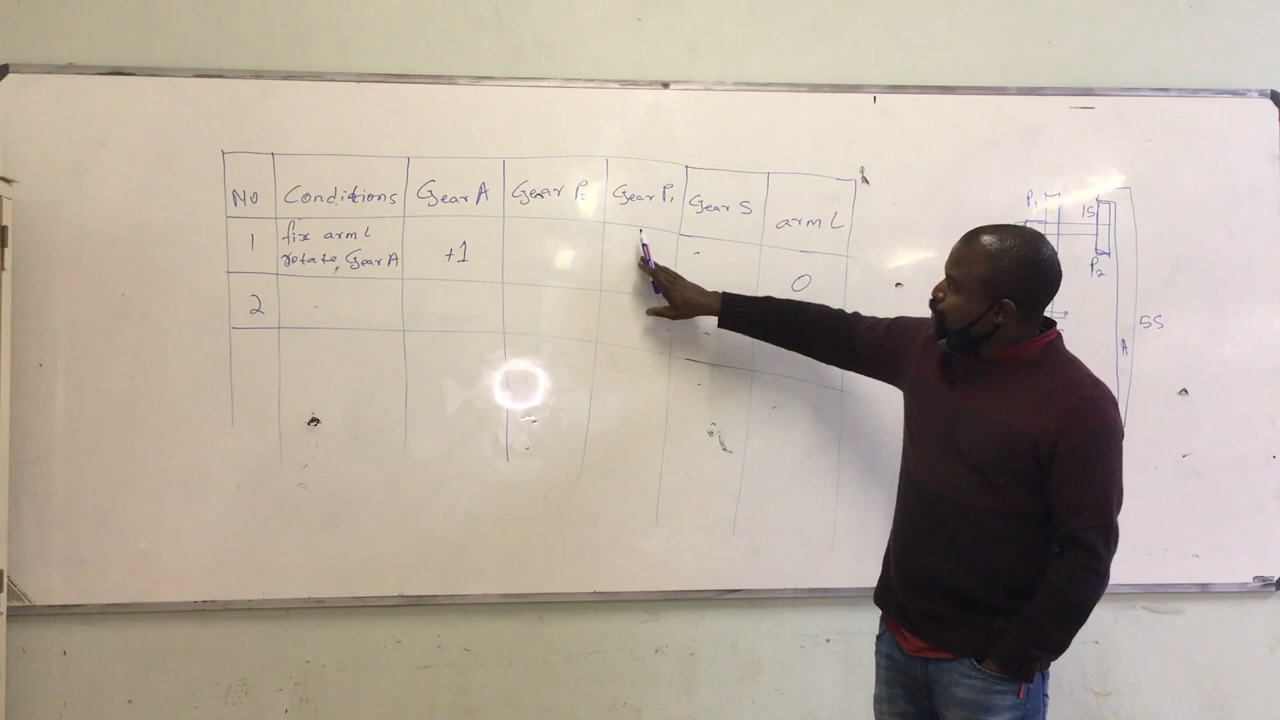 No Conditions Gear A Gear P₂ Gear P₁ Gear S arm L
1 fix arm L +1 0
rotate Gear A
2
P₁ 15
P₂
55
A